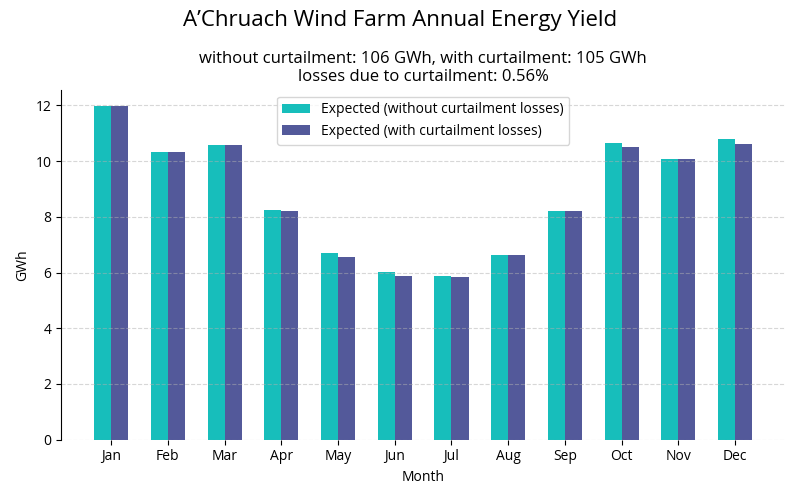 A’Chruach Wind Farm Annual Energy Yield
without curtailment: 106 GWh, with curtailment: 105 GWh
losses due to curtailment: 0.56%
Expected (without curtailment losses)
Expected (with curtailment losses)
12
10
8
6
4
2
0
GWh
Jan Feb Mar Apr May Jun Jul Aug Sep Oct Nov Dec
Month